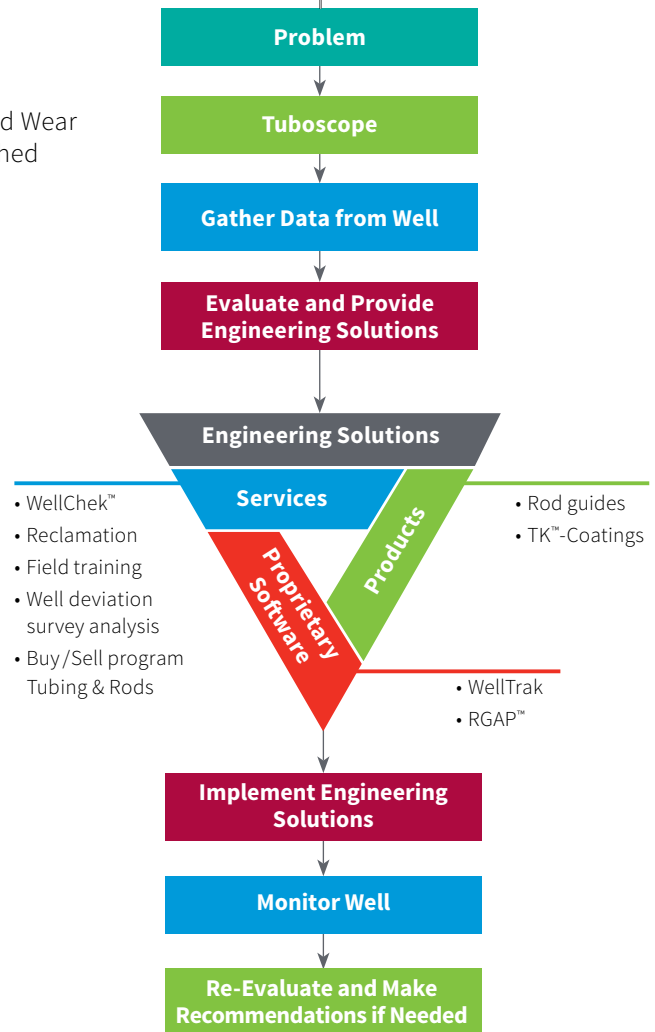 Problem
d Wear
ned
Tuboscope
Gather Data from Well
Evaluate and Provide
Engineering Solutions
Engineering Solutions
Services
Products
Proprietary
Software
• WellChek™
• Reclamation
• Field training
• Well deviation
survey analysis
• Buy/Sell program
Tubing & Rods
• Rod guides
• TK™-Coatings
• WellTrak
• RGAP™
Implement Engineering
Solutions
Monitor Well
Re-Evaluate and Make
Recommendations if Needed